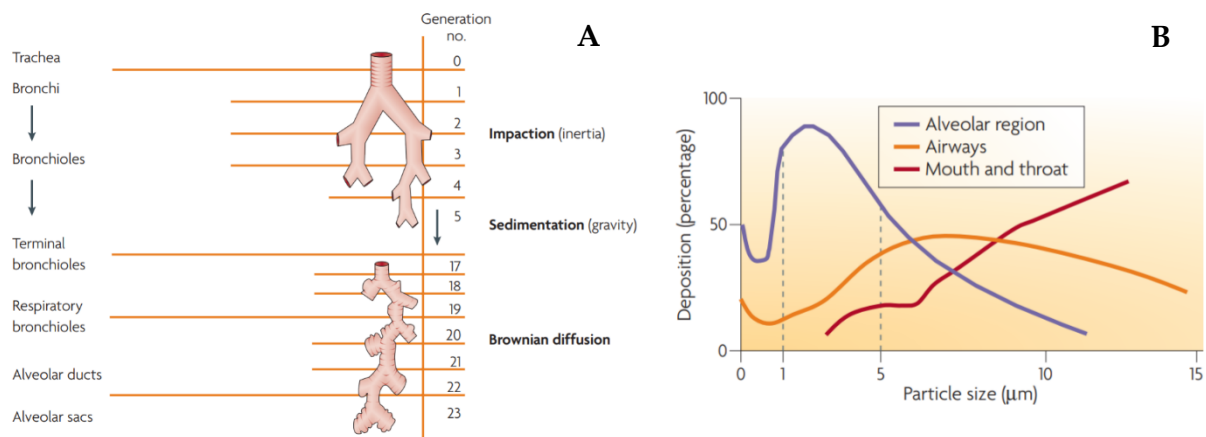 Generation
no.
A
Trachea
0
Bronchi
1
2
Impaction (inertia)
Bronchioles
3
4
5
Sedimentation (gravity)
Terminal
bronchioles
17
18
Respiratory
bronchioles
19
20
Brownian diffusion
21
Alveolar ducts
22
Alveolar sacs
23
B
100
Alveolar region
Airways
Mouth and throat
50
0
Deposition (percentage)
0 1 5 10 15
Particle size (μm)